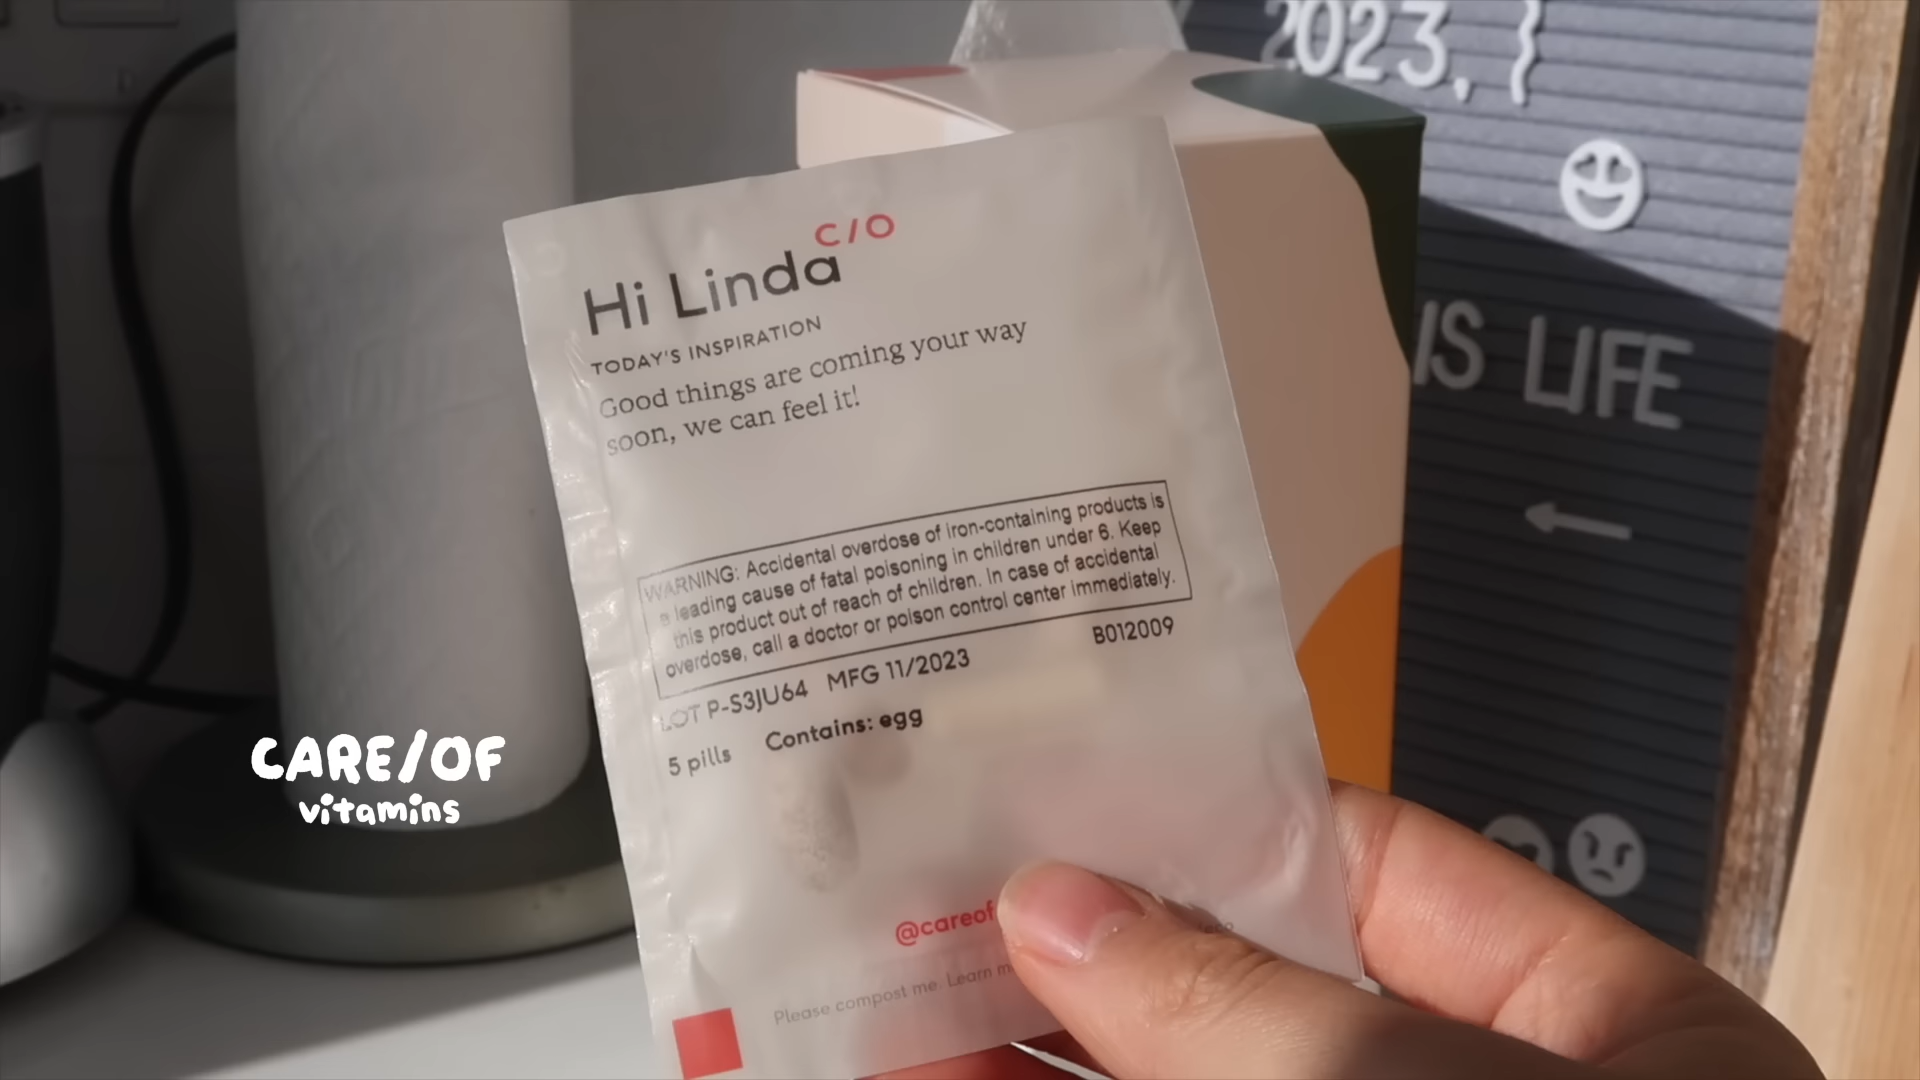 2023.
IS LIFE
C/O
Hi Linda
TODAY'S INSPIRATION
Good things are coming your way
soon, we can feel it!
WARNING: Accidental overdose of iron-containing products is
a leading cause of fatal poisoning in children under 6. Keep
this product out of reach of children. In case of accidental
overdose, call a doctor or poison control center immediately.
LOT P-S3JU64 MFG 11/2023 B012009
5 pills Contains: egg
@careof
Please compost me. Learn
CARE/OF
vitamins